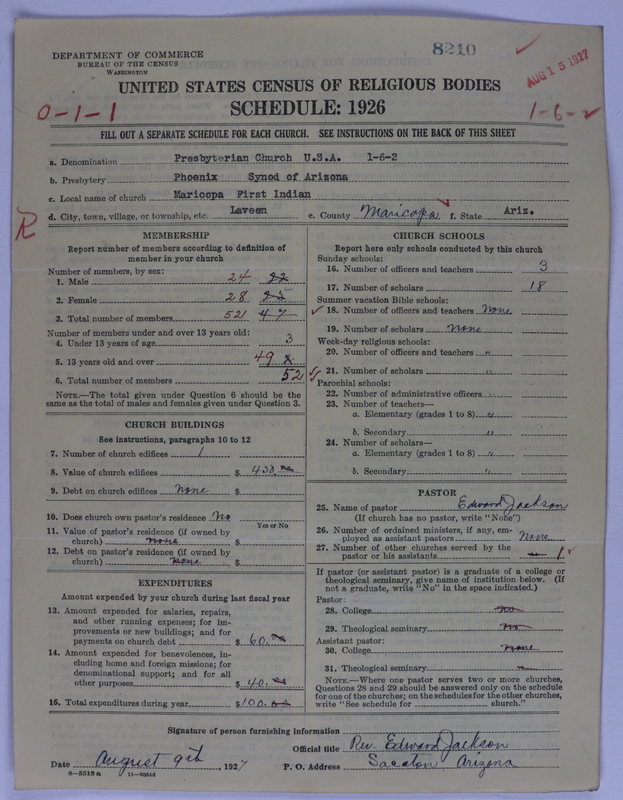 8210
DEPARTMENT OF COMMERCE
BUREAU OF THE CENSUS
WASHINGTON
AUG 15 1927
UNITED STATES CENSUS OF RELIGIOUS BODIES
SCHEDULE: 1926
0-1-1
1-6-2
FILL OUT A SEPARATE SCHEDULE FOR EACH CHURCH. SEE INSTRUCTIONS ON THE BACK OF THIS SHEET
a. Denomination Presbyterian Church U.S.A. 1-6-2
b. Presbytery Phoenix Synod of Arizona
c. Local name of church Maricopa First Indian
d. City, town, village, or township, etc. Laveen e. County Maricopa f. State Ariz.
R
MEMBERSHIP
Report number of members according to definition of
member in your church
Number of members, by sex:
1. Male 24 22
2. Female 28 25
3. Total number of members 521 47
Number of members under and over 13 years old:
4. Under 13 years of age 3
5. 13 years old and over 49
6. Total number of members 52
NOTE.—The total given under Question 6 should be
same as the total of males and females given under Question 3.
CHURCH BUILDINGS
See instructions, paragraphs 10 to 12
7. Number of church edifices 1
8. Value of church edifices $ 438.
9. Debt on church edifices None $
10. Does church own pastor's residence No
Yes or No
11. Value of pastor's residence (if owned by
church) None $
12. Debt on pastor's residence (if owned by
church) None $
EXPENDITURES
Amount expended by your church during last fiscal year
13. Amount expended for salaries, repairs,
and other running expenses; for im-
provements or new buildings; and for
payments on church debt $ 60.
14. Amount expended for benevolences, in-
cluding home and foreign missions; for
denominational support; and for all
other purposes $ 40.
15. Total expenditures during year $ 100.
CHURCH SCHOOLS
Report here only schools conducted by this church
Sunday schools:
16. Number of officers and teachers 3
17. Number of scholars 18
Summer vacation Bible schools:
18. Number of officers and teachers None
19. Number of scholars None
Week-day religious schools:
20. Number of officers and teachers "
21. Number of scholars "
Parochial schools:
22. Number of administrative officers "
23. Number of teachers—
a. Elementary (grades 1 to 8) "
b. Secondary "
24. Number of scholars—
a. Elementary (grades 1 to 8) "
b. Secondary "
PASTOR
25. Name of pastor Edward Jackson
(If church has no pastor, write "None")
26. Number of ordained ministers, if any, em-
ployed as assistant pastors None
27. Number of other churches served by the
pastor or his assistants 1
If pastor (or assistant pastor) is a graduate of a college or
theological seminary, give name of institution below. (If
not a graduate, write "No" in the space indicated.)
Pastor:
28. College no
29. Theological seminary no
Assistant pastor:
30. College none
31. Theological seminary
NOTE.—Where one pastor serves two or more churches,
Questions 28 and 29 should be answered only on the schedule
for one of the churches; on the schedules for the other churches,
write "See schedule for church."
Signature of person furnishing information
Official title Rev. Edward Jackson
Date August 9th, 1927 P. O. Address Sacaton Arizona
8-5518a